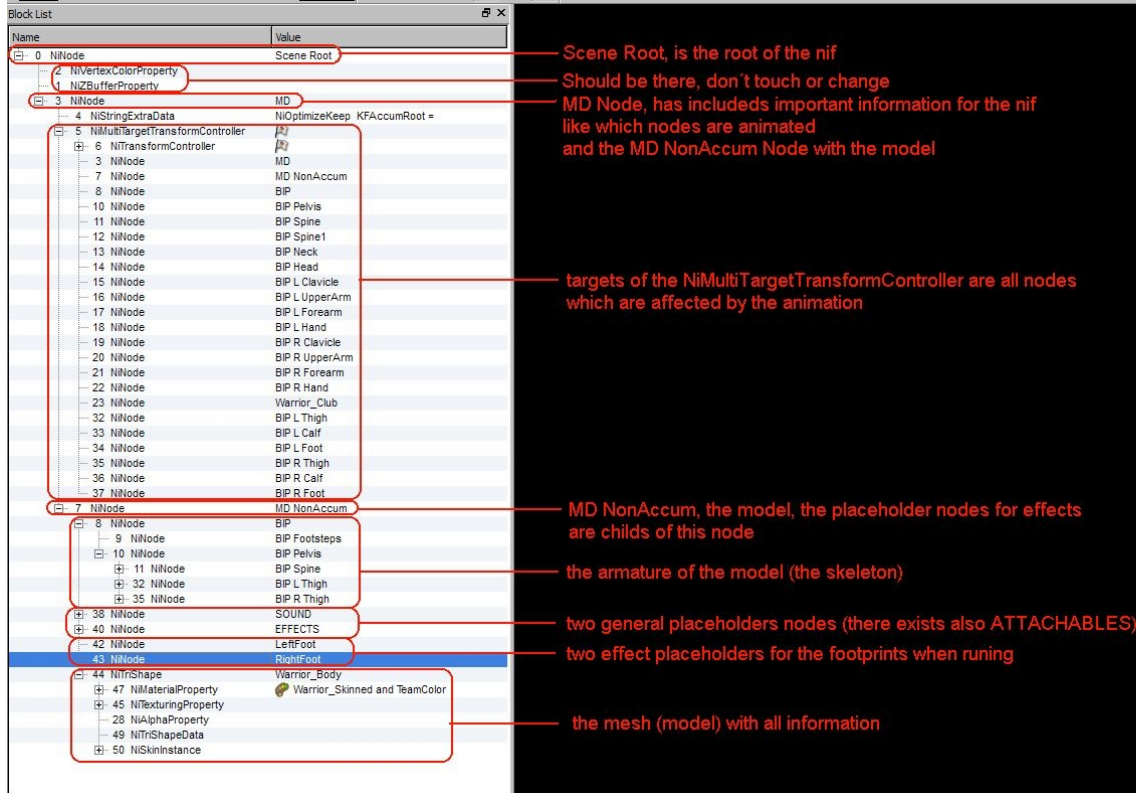 Block List
Name Value
0 NiNode Scene Root
2 NiVertexColorProperty
1 NiZBufferProperty
3 NiNode MD
4 NiStringExtraData NiOptimizeKeep KFAccumRoot =
5 NiMultiTargetTransformController
6 NiTransformController
3 NiNode MD
7 NiNode MD NonAccum
8 NiNode BIP
10 NiNode BIP Pelvis
11 NiNode BIP Spine
12 NiNode BIP Spine1
13 NiNode BIP Neck
14 NiNode BIP Head
15 NiNode BIP L Clavicle
16 NiNode BIP L UpperArm
17 NiNode BIP L Forearm
18 NiNode BIP L Hand
19 NiNode BIP R Clavicle
20 NiNode BIP R UpperArm
21 NiNode BIP R Forearm
22 NiNode BIP R Hand
23 NiNode Warrior_Club
32 NiNode BIP L Thigh
33 NiNode BIP L Calf
34 NiNode BIP L Foot
35 NiNode BIP R Thigh
36 NiNode BIP R Calf
37 NiNode BIP R Foot
7 NiNode MD NonAccum
8 NiNode BIP
9 NiNode BIP Footsteps
10 NiNode BIP Pelvis
11 NiNode BIP Spine
32 NiNode BIP L Thigh
35 NiNode BIP R Thigh
38 NiNode SOUND
40 NiNode EFFECTS
42 NiNode LeftFoot
43 NiNode RightFoot
44 NiTriShape Warrior_Body
47 NiMaterialProperty Warrior_Skinned and TeamColor
45 NiTexturingProperty
28 NiAlphaProperty
49 NiTriShapeData
50 NiSkinInstance
Scene Root, is the root of the nif
Should be there, don´t touch or change
MD Node, has includeds important information for the nif
like which nodes are animated
and the MD NonAccum Node with the model
targets of the NiMultiTargetTransformController are all nodes
which are affected by the animation
MD NonAccum, the model, the placeholder nodes for effects
are childs of this node
the armature of the model (the skeleton)
two general placeholders nodes (there exists also ATTACHABLES)
two effect placeholders for the footprints when runing
the mesh (model) with all information